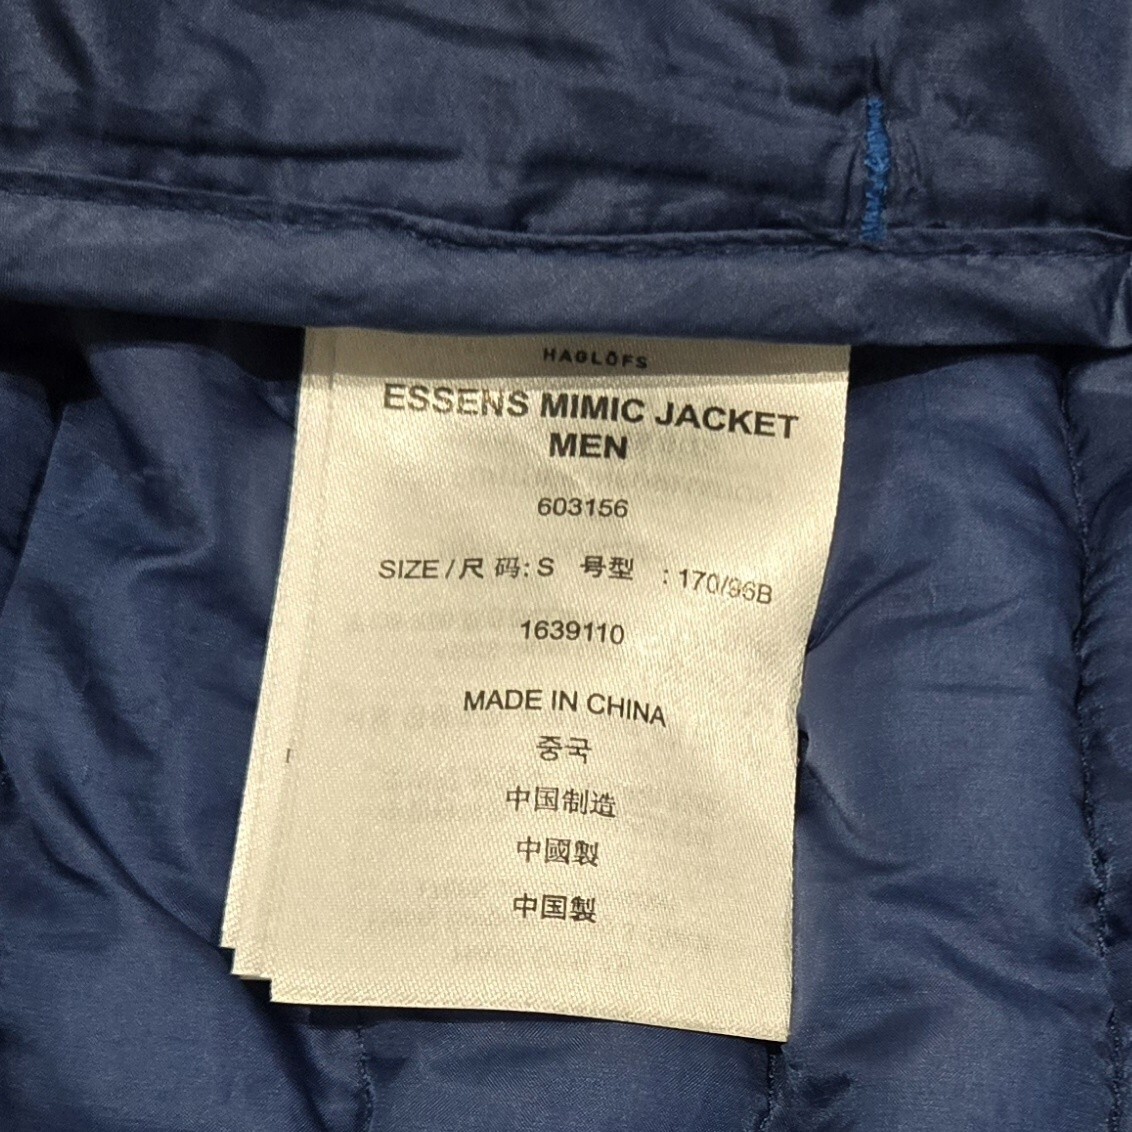 HAGLÖFS
ESSENS MIMIC JACKET
MEN
603156
SIZE / 尺 码: S 号型 : 170/96B
1639110
MADE IN CHINA
중국
中国制造
中國製
中国製